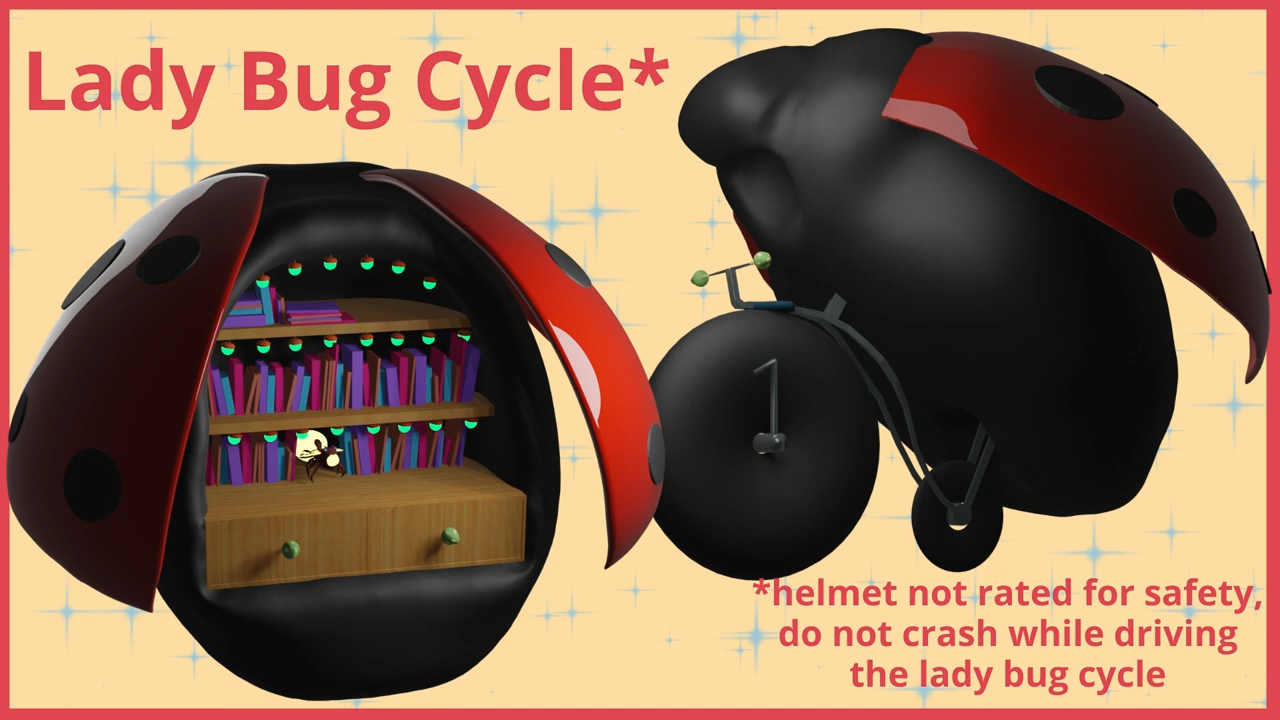 Lady Bug Cycle*
*helmet not rated for safety,
do not crash while driving
the lady bug cycle